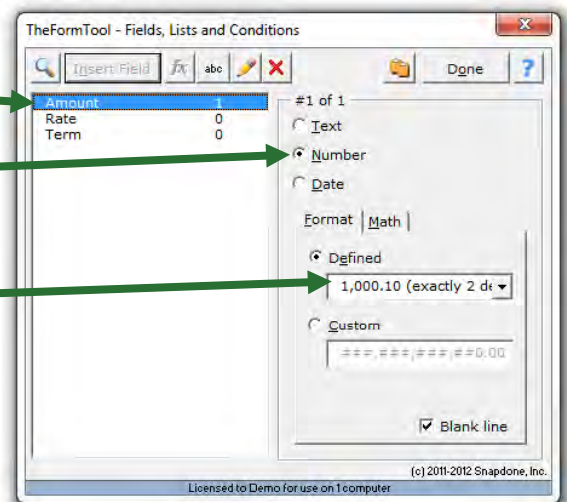 TheFormTool - Fields, Lists and Conditions
Insert Field fx abc Done ?
Amount 1
Rate 0
Term 0
#1 of 1
Text
Number
Date
Format Math
Defined
1,000.10 (exactly 2 de
Custom
###,###,###,##0.00
Blank line
(c) 2011-2012 Snapdone, Inc.
Licensed to Demo for use on 1 computer